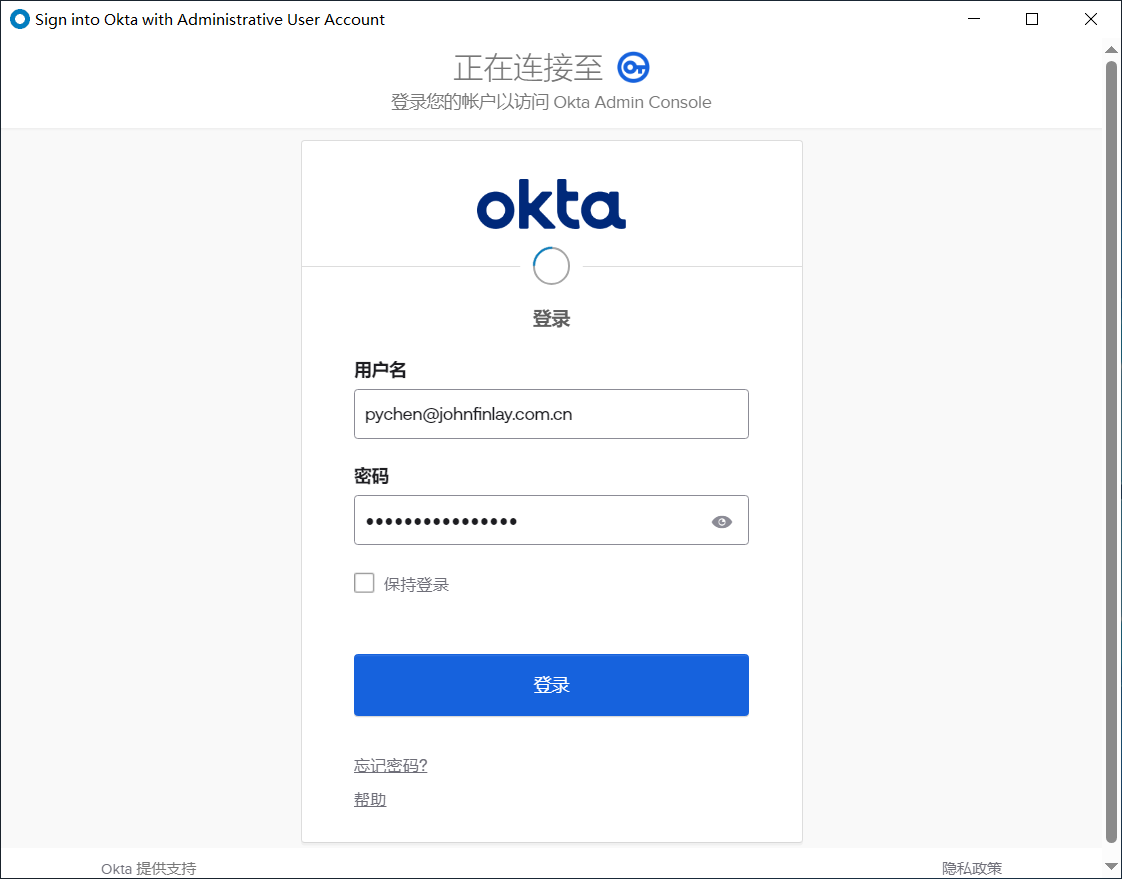 Sign into Okta with Administrative User Account
正在连接至
登录您的帐户以访问 Okta Admin Console
okta
登录
用户名
pychen@johnfinlay.com.cn
密码
••••••••••••••••
保持登录
登录
忘记密码?
帮助
Okta 提供支持
隐私政策